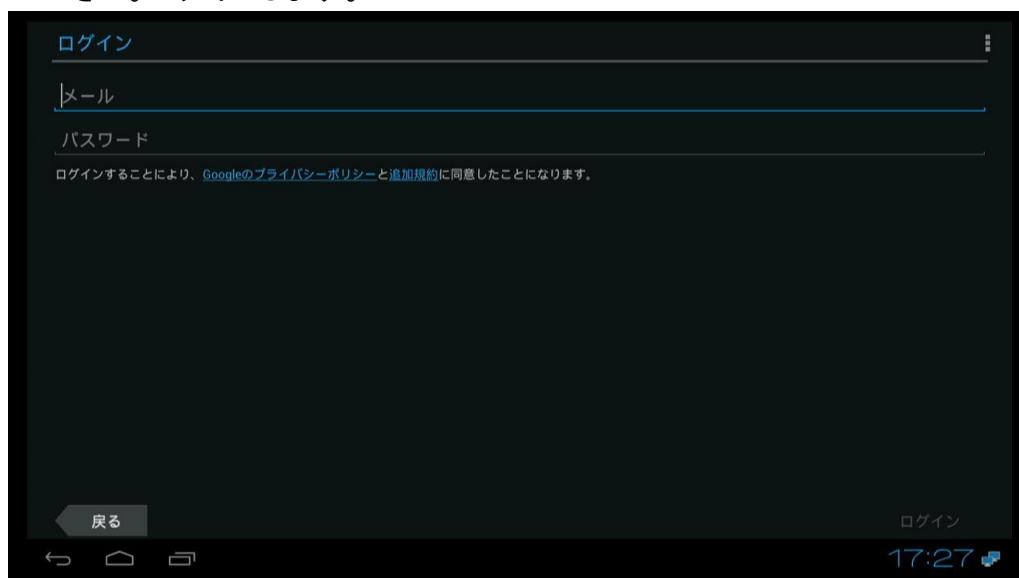 ログイン
メール
パスワード
ログインすることにより、Googleのプライバシーポリシーと追加規約に同意したことになります。
戻る
ログイン
17:27